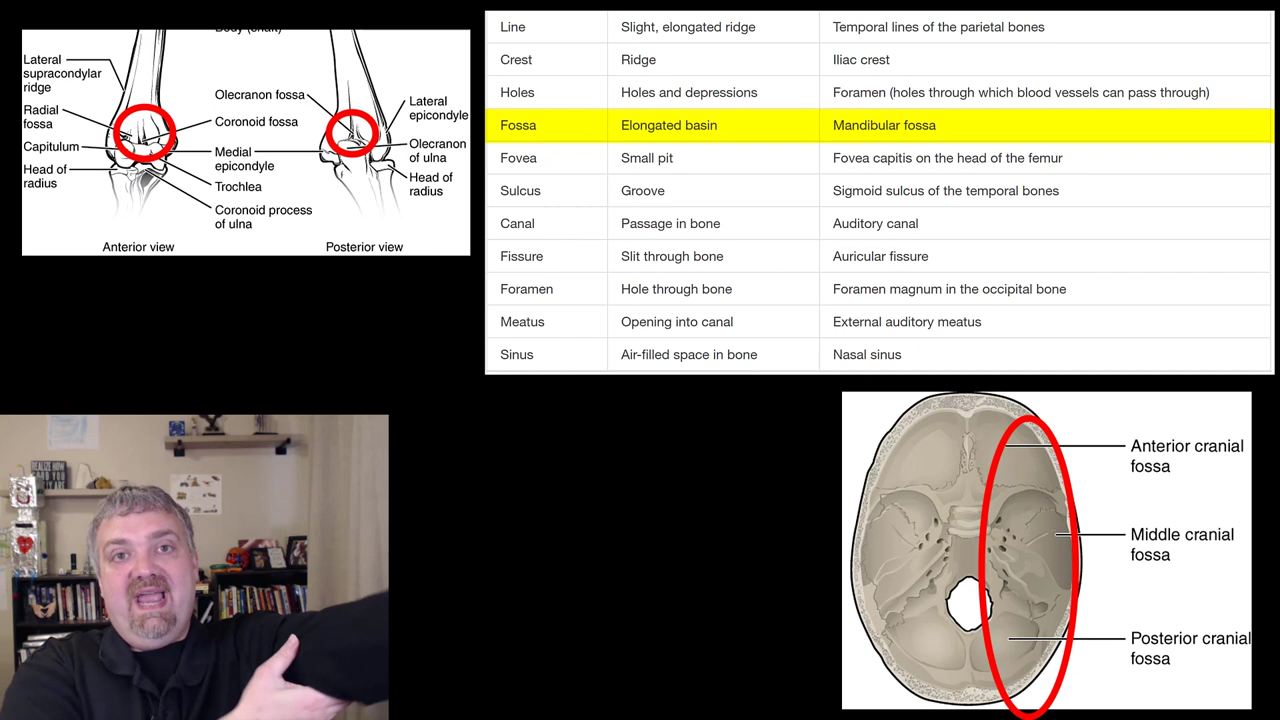 Body (shaft)
Lateral
supracondylar
ridge
Radial
fossa
Capitulum
Head of
radius
Olecranon fossa
Coronoid fossa
Medial
epicondyle
Trochlea
Coronoid process
of ulna
Lateral
epicondyle
Olecranon
of ulna
Head of
radius
Anterior view
Posterior view
Line Slight, elongated ridge Temporal lines of the parietal bones
Crest Ridge Iliac crest
Holes Holes and depressions Foramen (holes through which blood vessels can pass through)
Fossa Elongated basin Mandibular fossa
Fovea Small pit Fovea capitis on the head of the femur
Sulcus Groove Sigmoid sulcus of the temporal bones
Canal Passage in bone Auditory canal
Fissure Slit through bone Auricular fissure
Foramen Hole through bone Foramen magnum in the occipital bone
Meatus Opening into canal External auditory meatus
Sinus Air-filled space in bone Nasal sinus
REALIZE HOW
Anterior cranial
fossa
Middle cranial
fossa
Posterior cranial
fossa